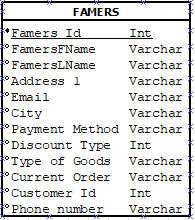 FAMERS
Famers Id Int
FamersFName Varchar
FamersLName Varchar
Address 1 Varchar
Email Varchar
City Varchar
Payment Method Varchar
Discount Type Int
Type of Goods Varchar
Current Order Varchar
Customer Id Int
Phone number Varchar